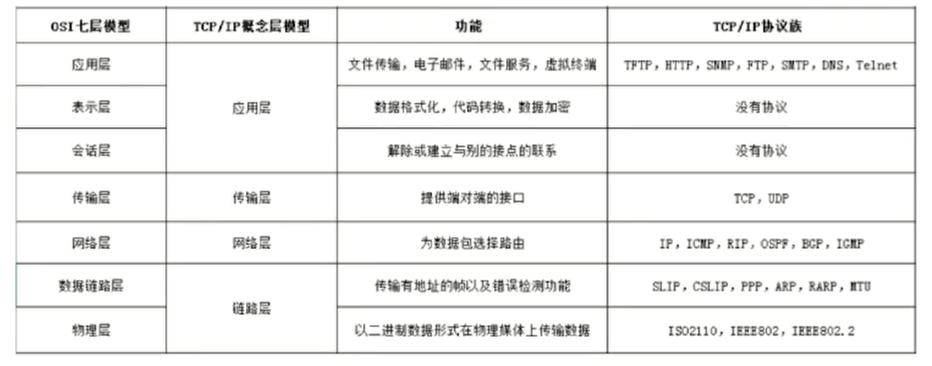 OSI七层模型 TCP/IP概念层模型 功能 TCP/IP协议族
应用层 应用层 文件传输，电子邮件，文件服务，虚拟终端 TFTP，HTTP，SNMP，FTP，SMTP，DNS，Telnet
表示层 数据格式化，代码转换，数据加密 没有协议
会话层 解除或建立与别的接点的联系 没有协议
传输层 传输层 提供端对端的接口 TCP，UDP
网络层 网络层 为数据包选择路由 IP，ICMP，RIP，OSPF，BGP，IGMP
数据链路层 链路层 传输有地址的帧以及错误检测功能 SLIP，CSLIP，PPP，ARP，RARP，MTU
物理层 以二进制数据形式在物理媒体上传输数据 ISO2110，IEEE802，IEEE802.2